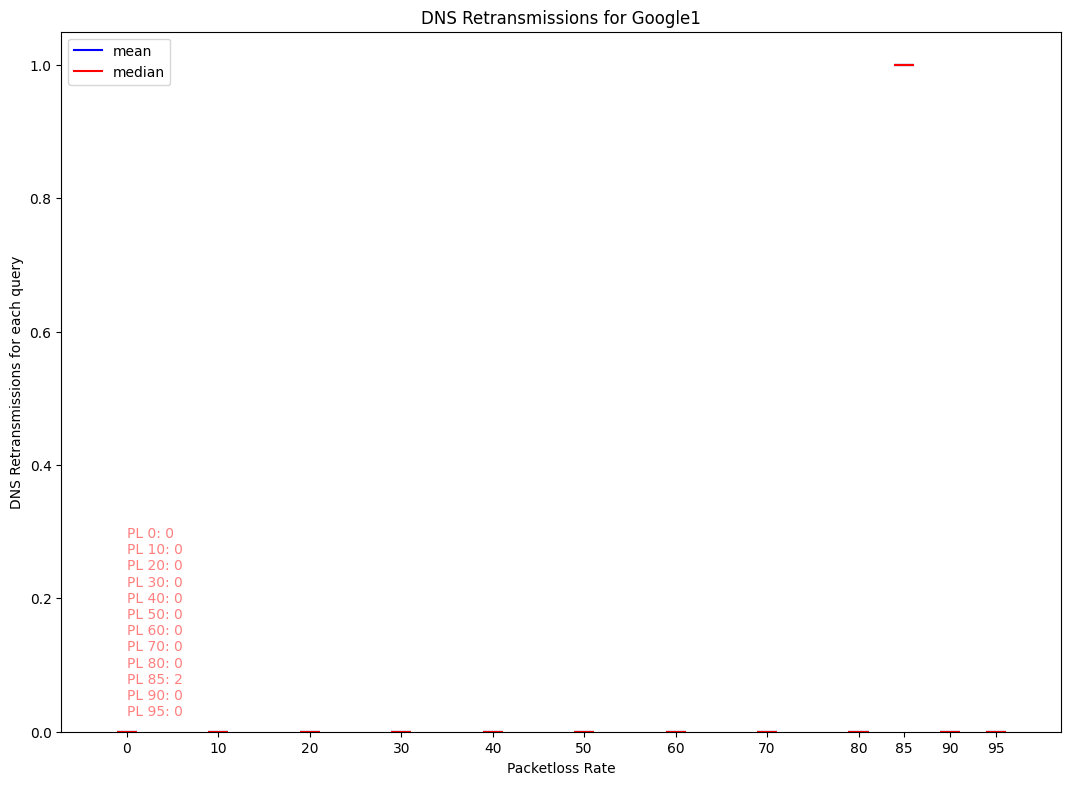 DNS Retransmissions for Google1
mean
median
DNS Retransmissions for each query
1.0
0.8
0.6
0.4
0.2
0.0
PL 0: 0
PL 10: 0
PL 20: 0
PL 30: 0
PL 40: 0
PL 50: 0
PL 60: 0
PL 70: 0
PL 80: 0
PL 85: 2
PL 90: 0
PL 95: 0
0 10 20 30 40 50 60 70 80 85 90 95
Packetloss Rate